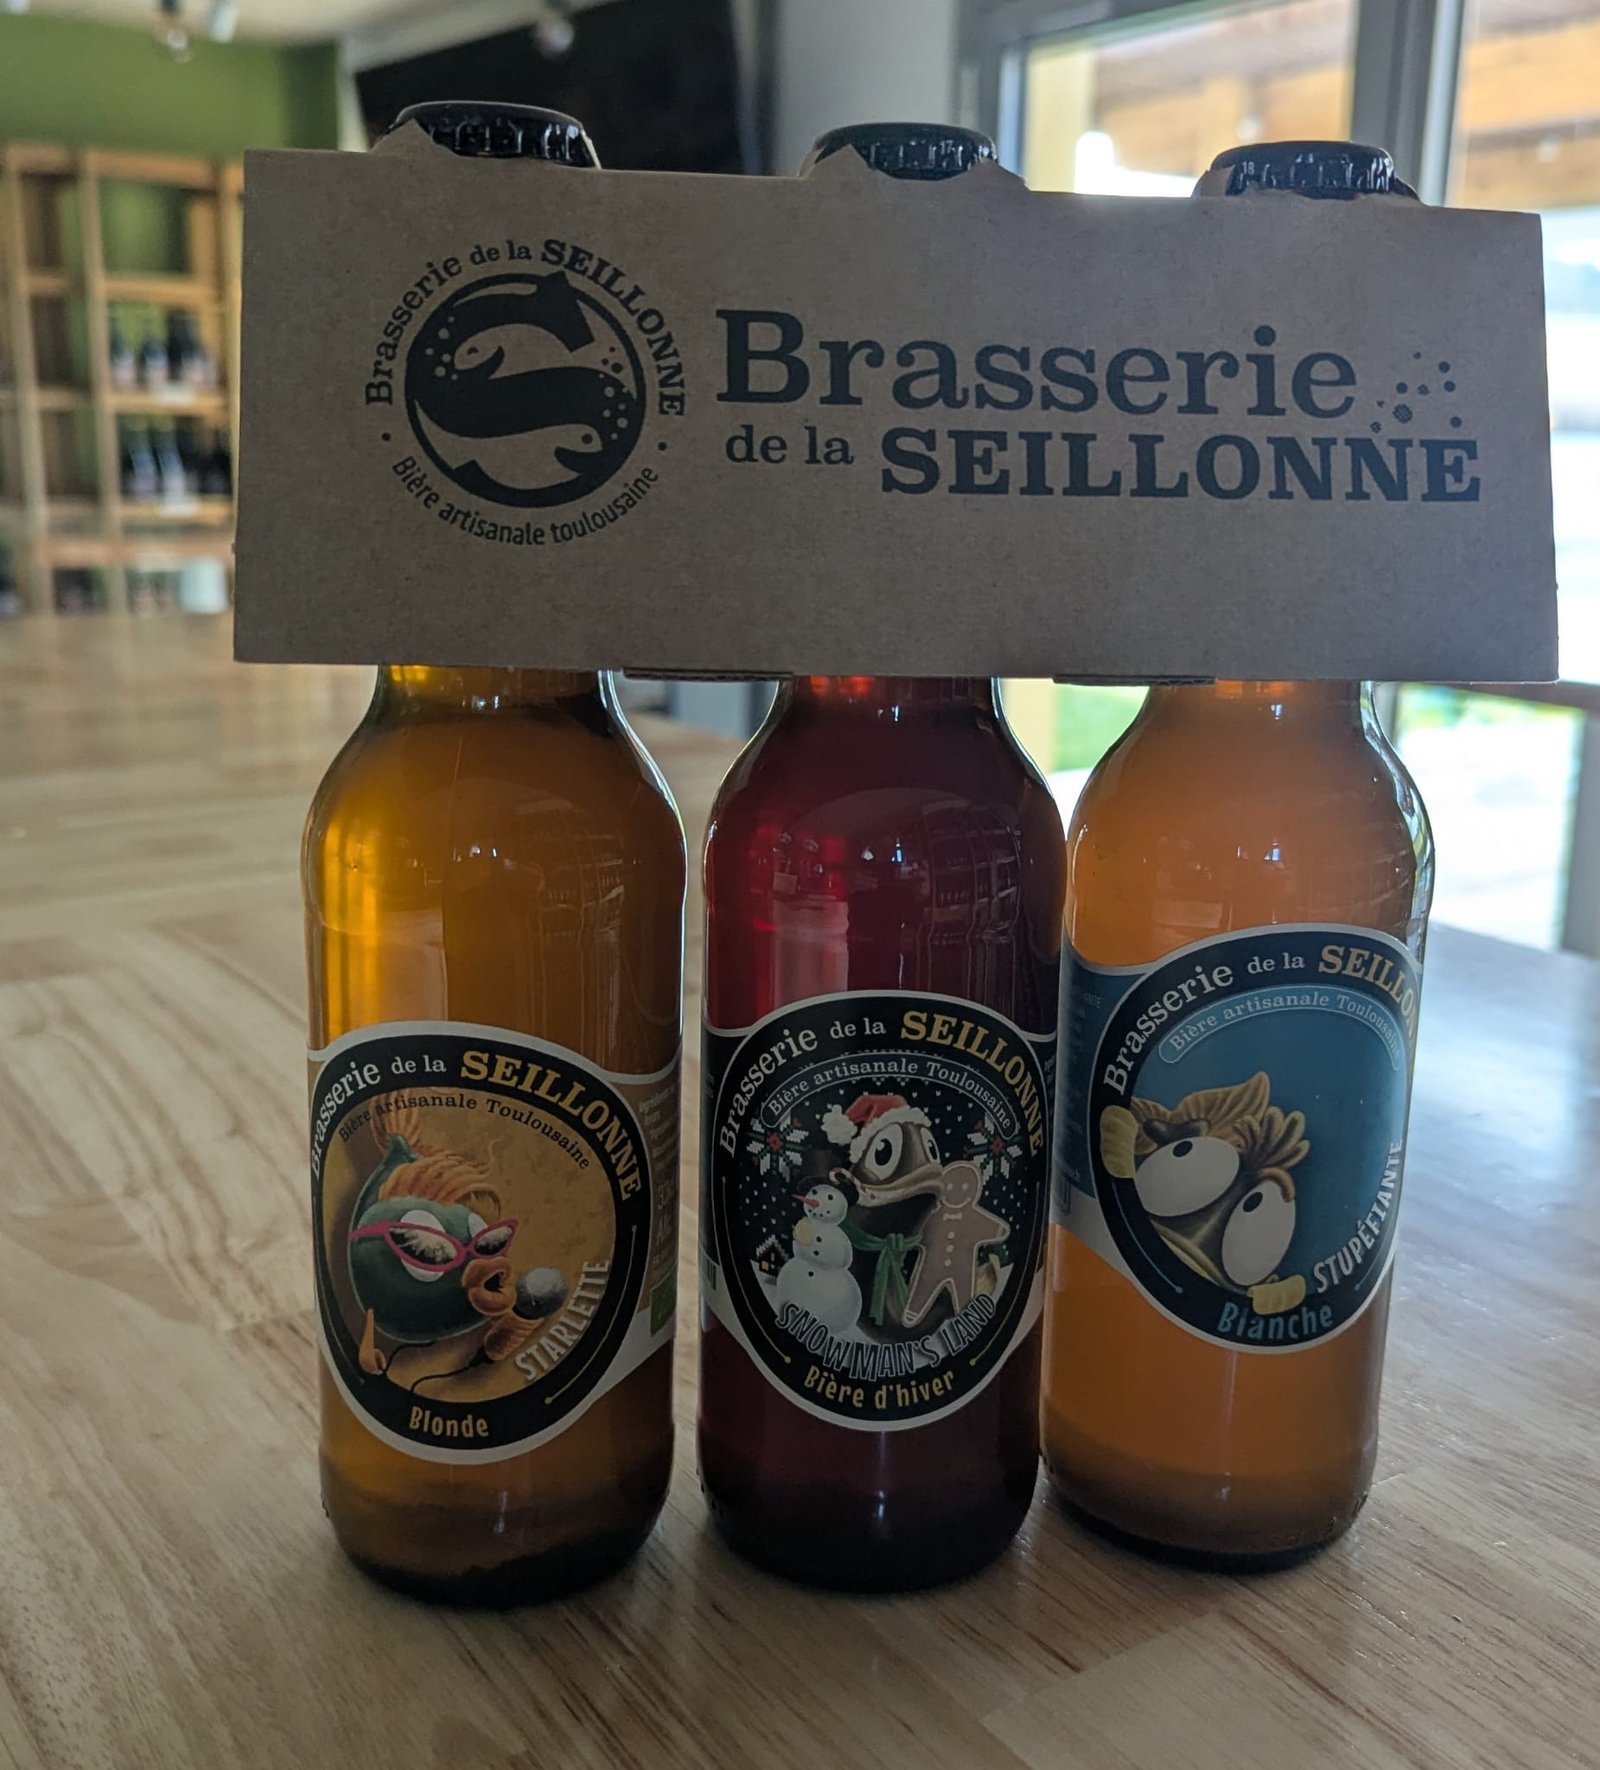 Brasserie de la SEILLONNE
Bière artisanale toulousaine
Brasserie
de la SEILLONNE
Brasserie de la SEILLONNE
Bière artisanale Toulousaine
STARLETTE
Blonde
Brasserie de la SEILLONNE
Bière artisanale Toulousaine
SNOWMAN'S LAND
Bière d'hiver
Brasserie de la SEILLON
Bière artisanale Toulousaine
STUPÉFIANTE
Blanche